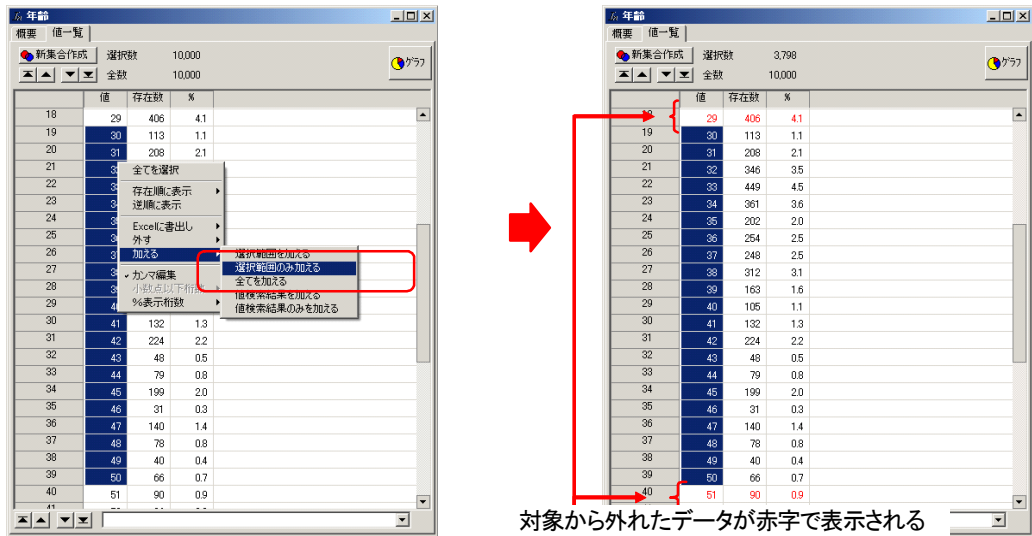 年齢
概要 値一覧
新集合作成 選択数 10,000
グラフ
全数 10,000
値 存在数 %
18 29 406 4.1
19 30 113 1.1
20 31 208 2.1
21
22
23
24
25
26
27
28
29
30 41 132 1.3
31 42 224 2.2
32 43 48 0.5
33 44 79 0.8
34 45 199 2.0
35 46 31 0.3
36 47 140 1.4
37 48 78 0.8
38 49 40 0.4
39 50 66 0.7
40 51 90 0.9
41
全てを選択
存在順に表示
逆順に表示
Excelに書出し
外す
加える
カンマ編集
小数点以下桁数
%表示桁数
選択範囲を加える
選択範囲のみ加える
全てを加える
値検索結果を加える
値検索結果のみを加える
年齢
概要 値一覧
新集合作成 選択数 3,798
グラフ
全数 10,000
値 存在数 %
18 29 406 4.1
19 30 113 1.1
20 31 208 2.1
21 32 346 3.5
22 33 449 4.5
23 34 361 3.6
24 35 202 2.0
25 36 254 2.5
26 37 248 2.5
27 38 312 3.1
28 39 163 1.6
29 40 105 1.1
30 41 132 1.3
31 42 224 2.2
32 43 48 0.5
33 44 79 0.8
34 45 199 2.0
35 46 31 0.3
36 47 140 1.4
37 48 78 0.8
38 49 40 0.4
39 50 66 0.7
40 51 90 0.9
対象から外れたデータが赤字で表示される